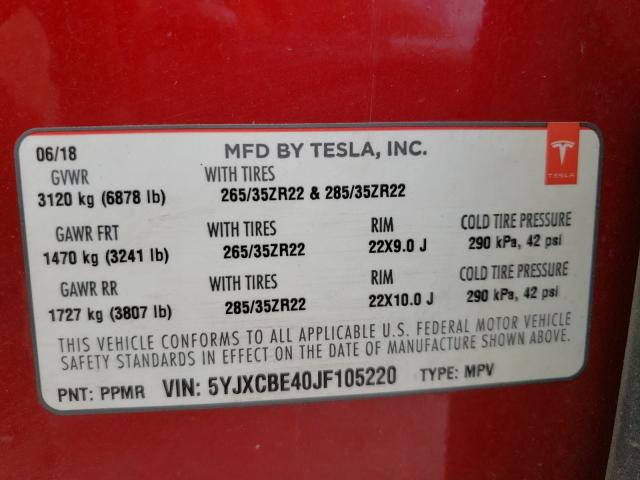 06/18 MFD BY TESLA, INC.
TESLA
GVWR WITH TIRES
3120 kg (6878 lb) 265/35ZR22 & 285/35ZR22
GAWR FRT WITH TIRES RIM COLD TIRE PRESSURE
1470 kg (3241 lb) 265/35ZR22 22X9.0 J 290 kPa, 42 psi
GAWR RR WITH TIRES RIM COLD TIRE PRESSURE
1727 kg (3807 lb) 285/35ZR22 22X10.0 J 290 kPa, 42 psi
THIS VEHICLE CONFORMS TO ALL APPLICABLE U.S. FEDERAL MOTOR VEHICLE
SAFETY STANDARDS IN EFFECT ON THE DATE OF MANUFACTURE SHOWN ABOVE.
PNT: PPMR VIN: 5YJXCBE40JF105220 TYPE: MPV